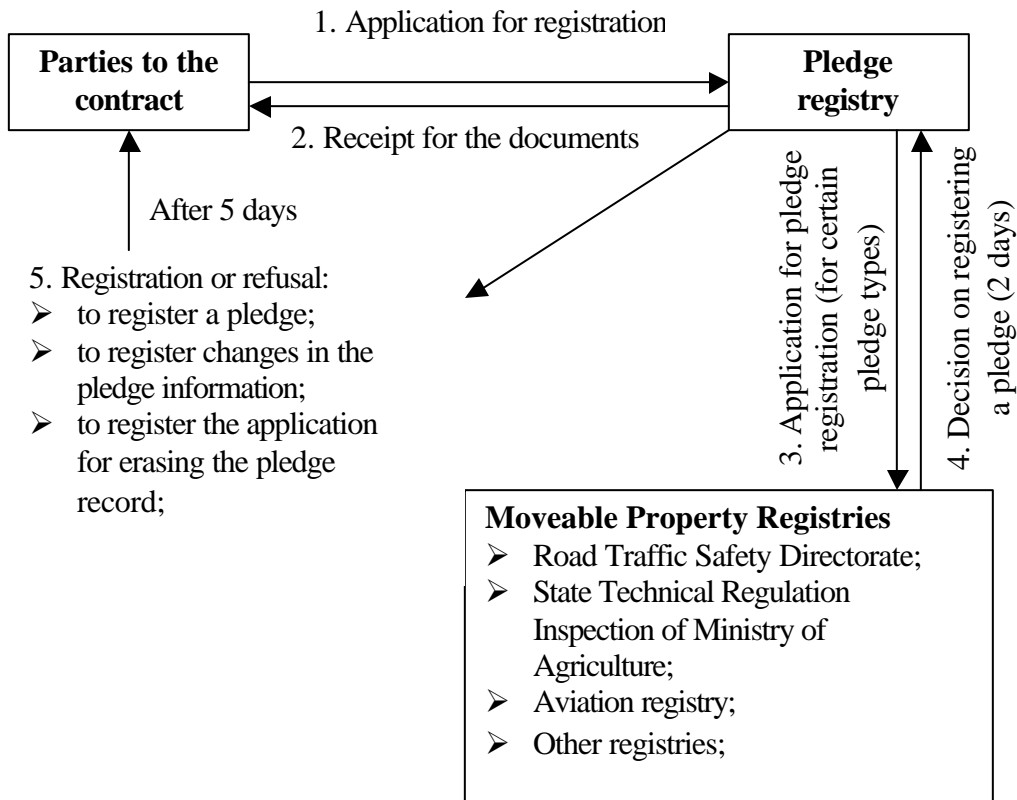 1. Application for registration
Parties to the
contract
Pledge
registry
2. Receipt for the documents
After 5 days
3. Application for pledge
registration (for certain
pledge types)
4. Decision on registering
a pledge (2 days)
5. Registration or refusal:
➢ to register a pledge;
➢ to register changes in the
pledge information;
➢ to register the application
for erasing the pledge
record;
Moveable Property Registries
➢ Road Traffic Safety Directorate;
➢ State Technical Regulation
Inspection of Ministry of
Agriculture;
➢ Aviation registry;
➢ Other registries;